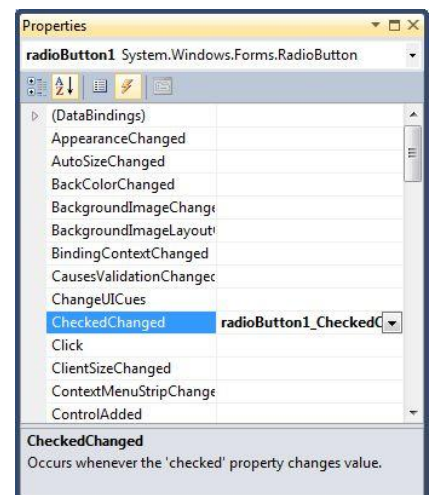 Properties
radioButton1 System.Windows.Forms.RadioButton
(DataBindings)
AppearanceChanged
AutoSizeChanged
BackColorChanged
BackgroundImageChange
BackgroundImageLayout
BindingContextChanged
CausesValidationChanged
ChangeUICues
CheckedChanged radioButton1_CheckedC
Click
ClientSizeChanged
ContextMenuStripChange
ControlAdded
CheckedChanged
Occurs whenever the 'checked' property changes value.